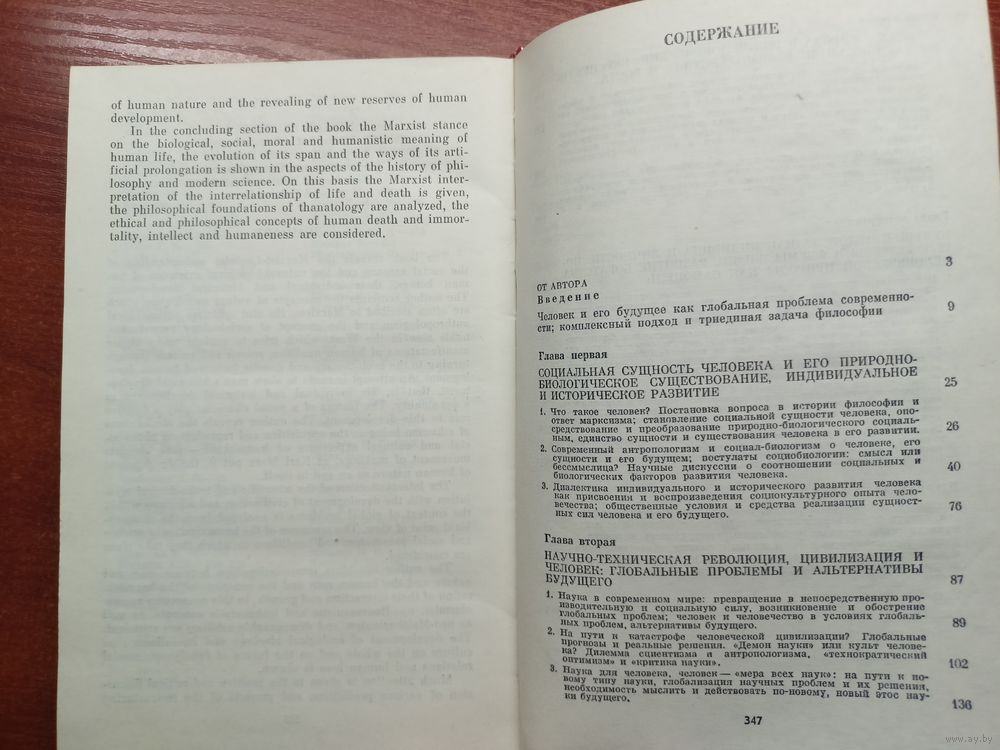 of human nature and the revealing of new reserves of human
development.
In the concluding section of the book the Marxist stance
on the biological, social, moral and humanistic meaning of
human life, the evolution of its span and the ways of its arti-
ficial prolongation is shown in the aspects of the history of phi-
losophy and modern science. On this basis the Marxist inter-
pretation of the interrelationship of life and death is given,
the philosophical foundations of thanatology are analyzed, the
ethical and philosophical concepts of human death and immor-
tality, intellect and humaneness are considered.
СОДЕРЖАНИЕ
ОТ АВТОРА 3
Введение
Человек и его будущее как глобальная проблема современно-
сти; комплексный подход и триединая задача философии 9
Глава первая
СОЦИАЛЬНАЯ СУЩНОСТЬ ЧЕЛОВЕКА И ЕГО ПРИРОДНО-
БИОЛОГИЧЕСКОЕ СУЩЕСТВОВАНИЕ, ИНДИВИДУАЛЬНОЕ
И ИСТОРИЧЕСКОЕ РАЗВИТИЕ 25
1. Что такое человек? Постановка вопроса в истории философии и
ответ марксизма; становление социальной сущности человека, опо-
средствование и преобразование природно-биологического социаль-
ным, единство сущности и существования человека в его развитии. 26
2. Современный антропологизм и социал-биологизм о человеке, его
сущности и его будущем; постулаты социобиологии: смысл или
бессмыслица? Научные дискуссии о соотношении социальных и
биологических факторов развития человека. 40
3. Диалектика индивидуального и исторического развития человека
как присвоения и воспроизведения социокультурного опыта чело-
вечества; общественные условия и средства реализации сущност-
ных сил человека и его будущего. 76
Глава вторая
НАУЧНО-ТЕХНИЧЕСКАЯ РЕВОЛЮЦИЯ, ЦИВИЛИЗАЦИЯ И
ЧЕЛОВЕК: ГЛОБАЛЬНЫЕ ПРОБЛЕМЫ И АЛЬТЕРНАТИВЫ
БУДУЩЕГО 87
1. Наука в современном мире: превращение в непосредственную про-
изводительную и социальную силу, возникновение и обострение
глобальных проблем; человек и человечество в условиях глобаль-
ных проблем, альтернативы будущего. 89
2. На пути к катастрофе человеческой цивилизации? Глобальные
прогнозы и реальные решения. «Демон науки» или культ челове-
ка? Дилемма сциентизма и антропологизма, «технократический
оптимизм» и «критика науки». 102
3. Наука для человека, человек — «мера всех наук»: на пути к но-
вому типу науки, глобализация научных проблем и их решения,
необходимость мыслить и действовать по-новому, новый этос нау-
ки будущего. 136
347
www.ay.by